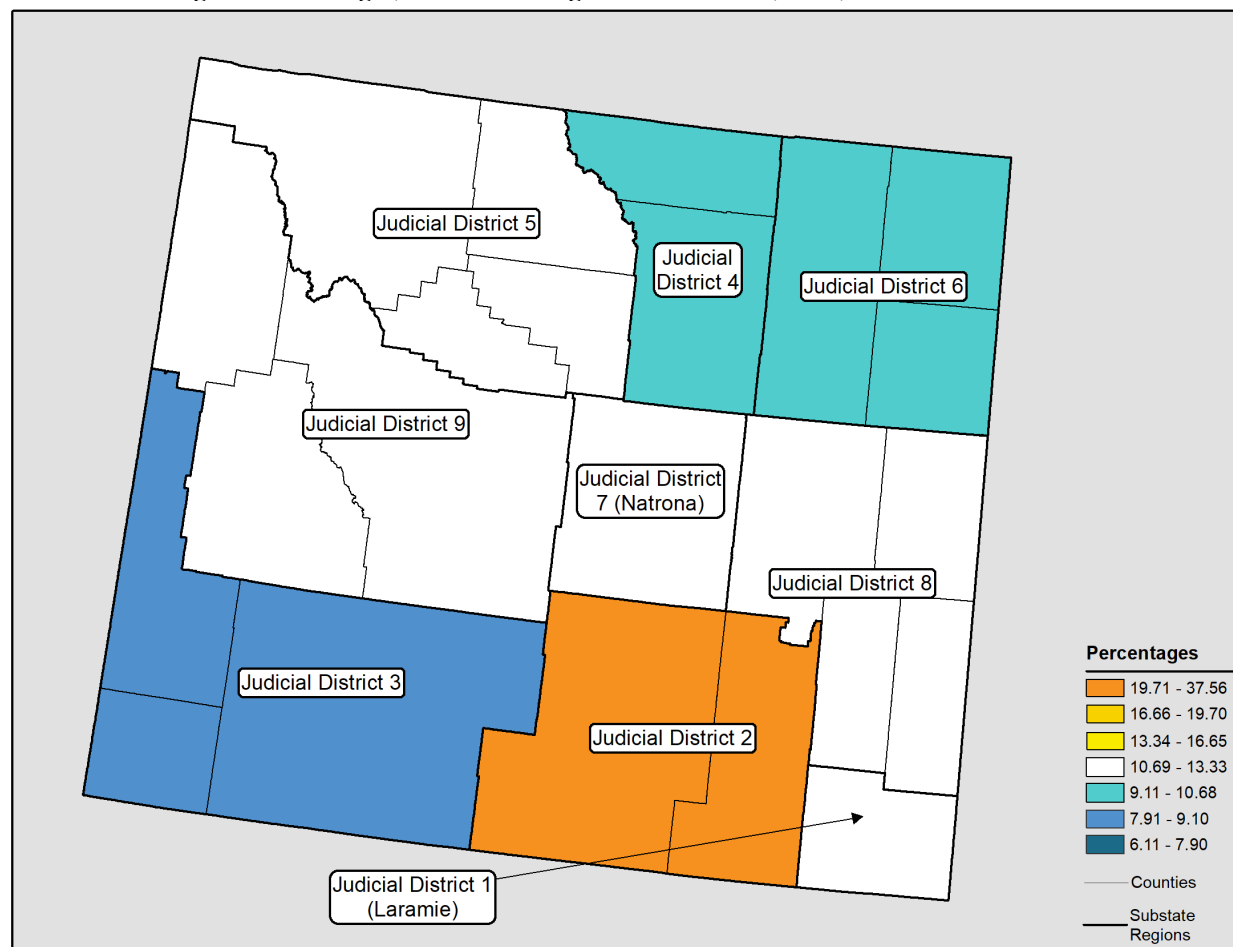 Judicial District 5
Judicial
District 4
Judicial District 6
Judicial District 9
Judicial District
7 (Natrona)
Judicial District 8
Judicial District 3
Judicial District 2
Judicial District 1
(Laramie)
Percentages
19.71 - 37.56
16.66 - 19.70
13.34 - 16.65
10.69 - 13.33
9.11 - 10.68
7.91 - 9.10
6.11 - 7.90
Counties
Substate
Regions